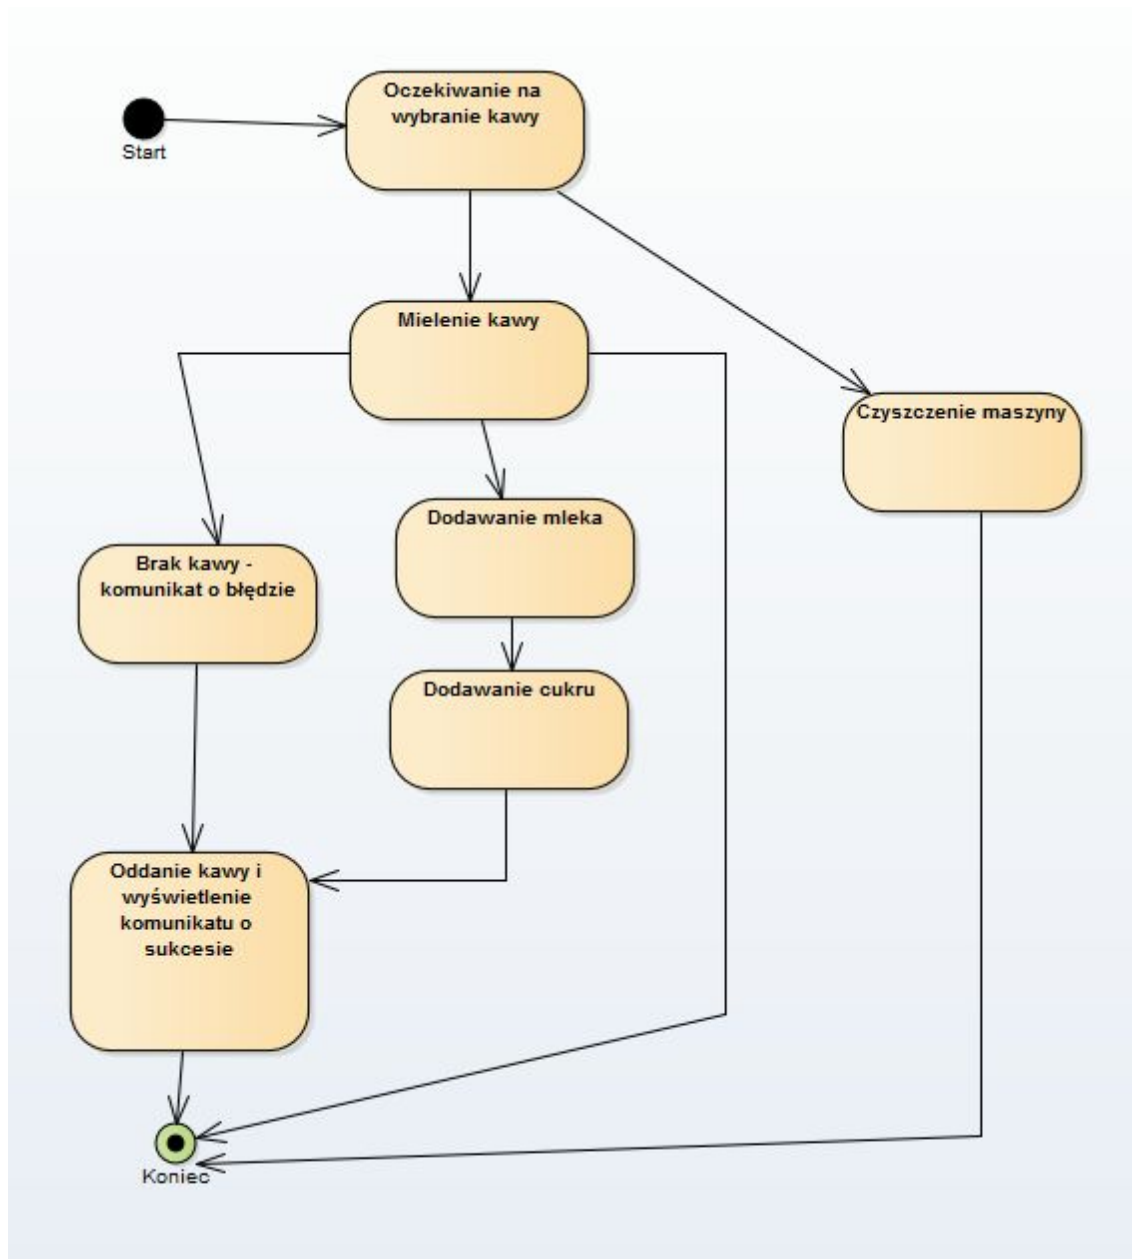 Oczekiwanie na
wybranie kawy
Start
Mielenie kawy
Czyszczenie maszyny
Dodawanie mleka
Brak kawy -
komunikat o błędzie
Dodawanie cukru
Oddanie kawy i
wyświetlenie
komunikatu o
sukcesie
Koniec